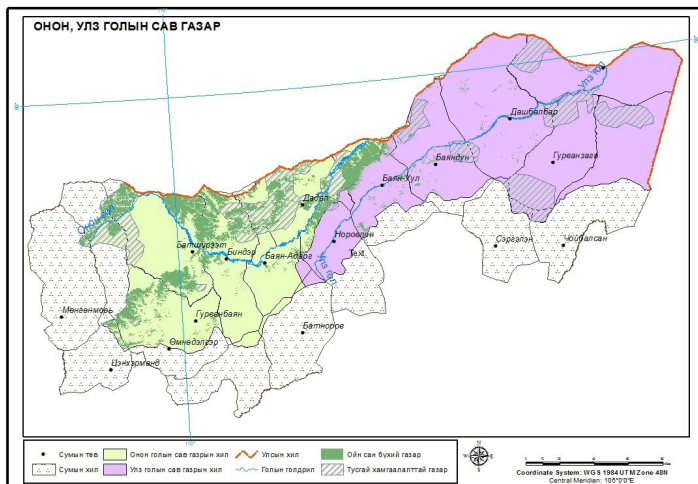 ОНОН, УЛЗ ГОЛЫН САВ ГАЗАР
Улз гол
Дашбалбар
Гурванзагал
Баяндун
Баян-Уул
Дадал
Онон гол
Норовлин
Батширээт
Биндэр
Баян-Адарга
Улз гол
Сэргэлэн
Чойбалсан
Мөнгөнморьт
Гурванбаян
Батноров
Өмнөдэлгэр
Цэнхэрмандал
Сумын төв
Онон голын сав газрын хил
Улсын хил
Ойн сан бүхий газар
Сумын хил
Улз голын сав газрын хил
Голын голдрил
Тусгай хамгаалалттай газар
Coordinate System: WGS 1984 UTM Zone 48N
Central Meridian: 105°0'0"E